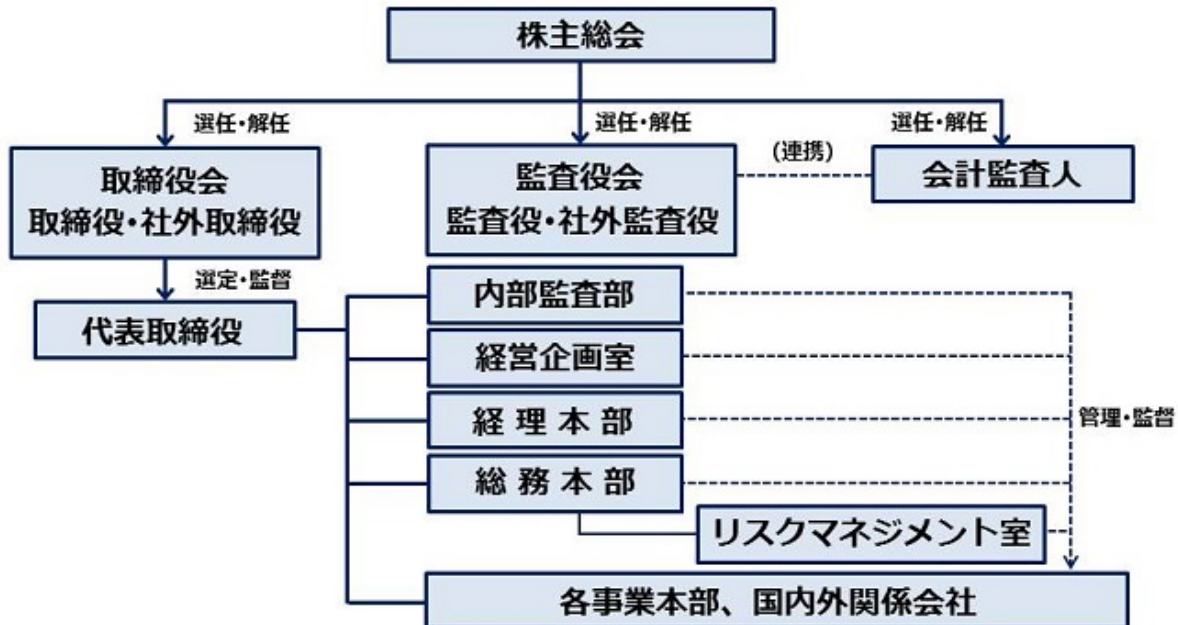 株主総会
選任・解任
選任・解任
選任・解任
取締役会
取締役・社外取締役
監査役会
監査役・社外監査役
(連携)
会計監査人
選定・監督
代表取締役
内部監査部
経営企画室
経 理 本 部
総 務 本 部
管理・監督
リスクマネジメント室
各事業本部、国内外関係会社